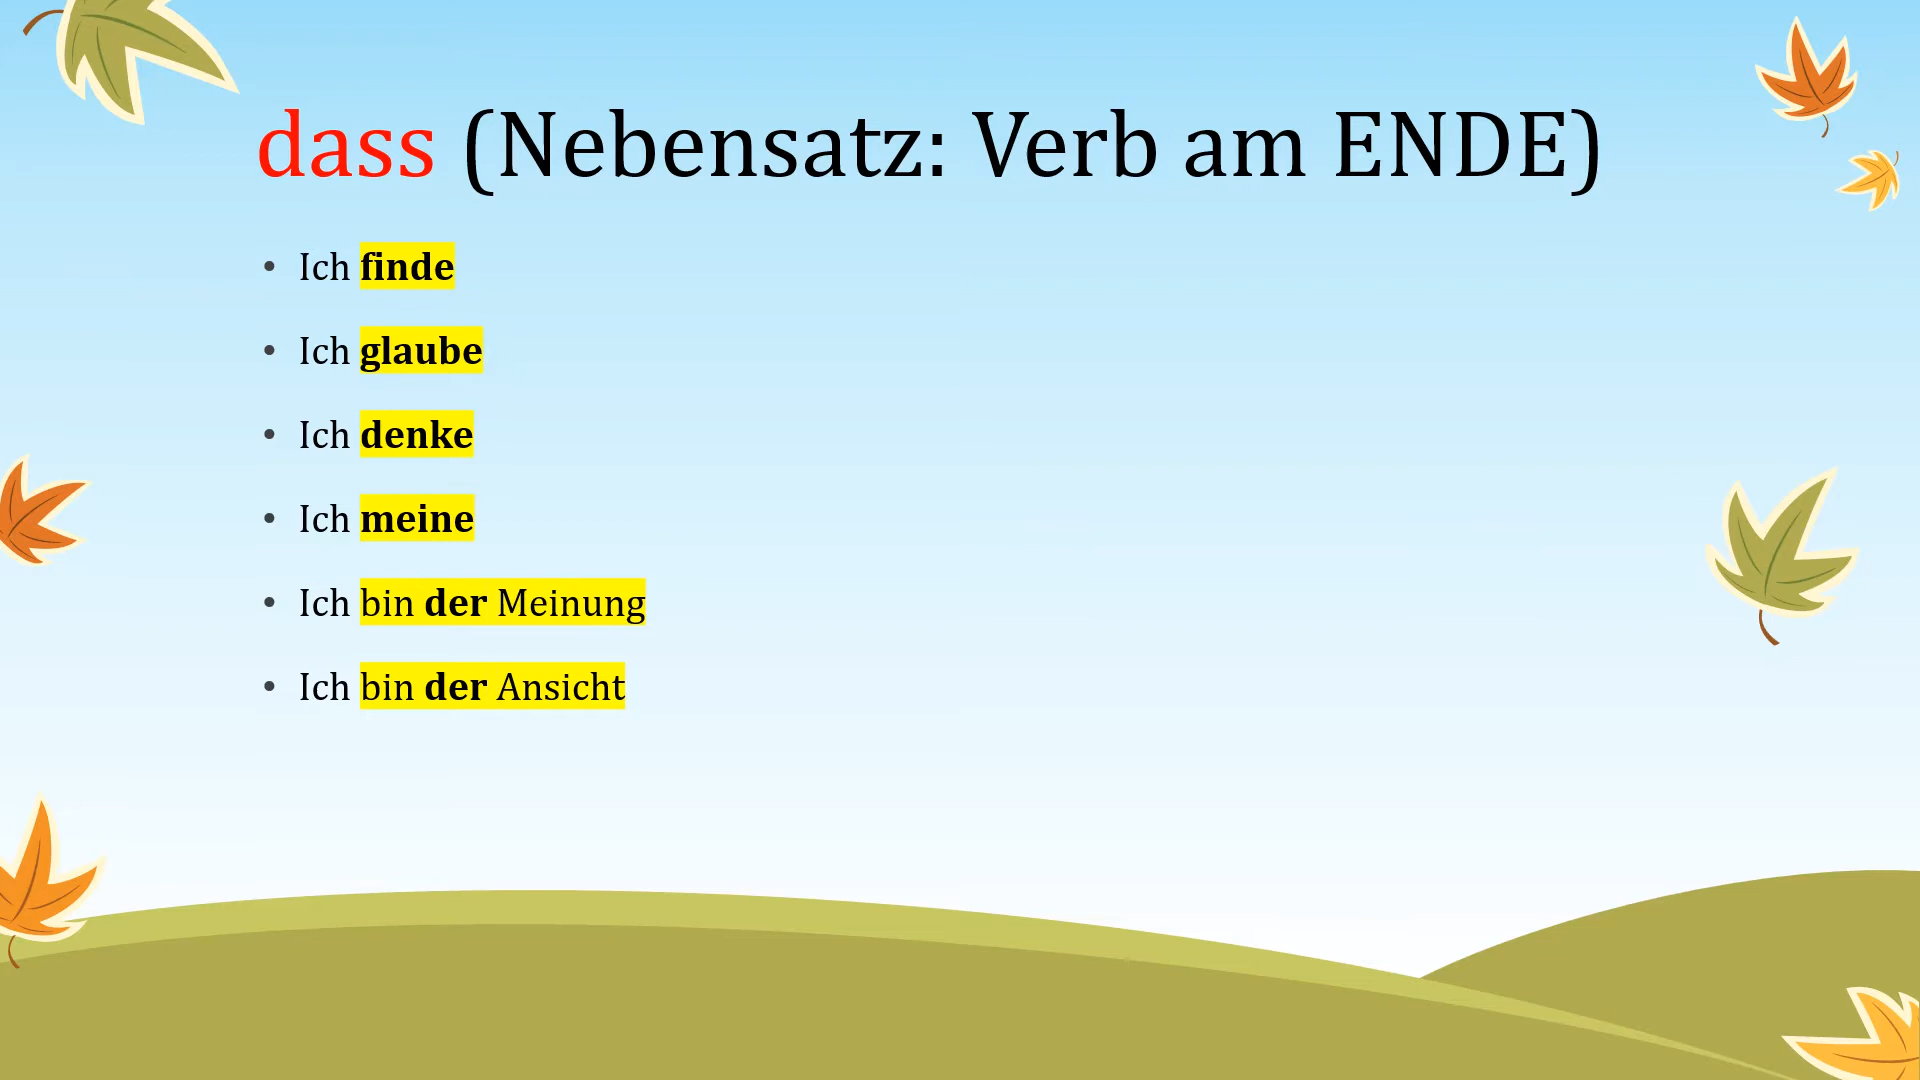 dass (Nebensatz: Verb am ENDE)
• Ich finde
• Ich glaube
• Ich denke
• Ich meine
• Ich bin der Meinung
• Ich bin der Ansicht